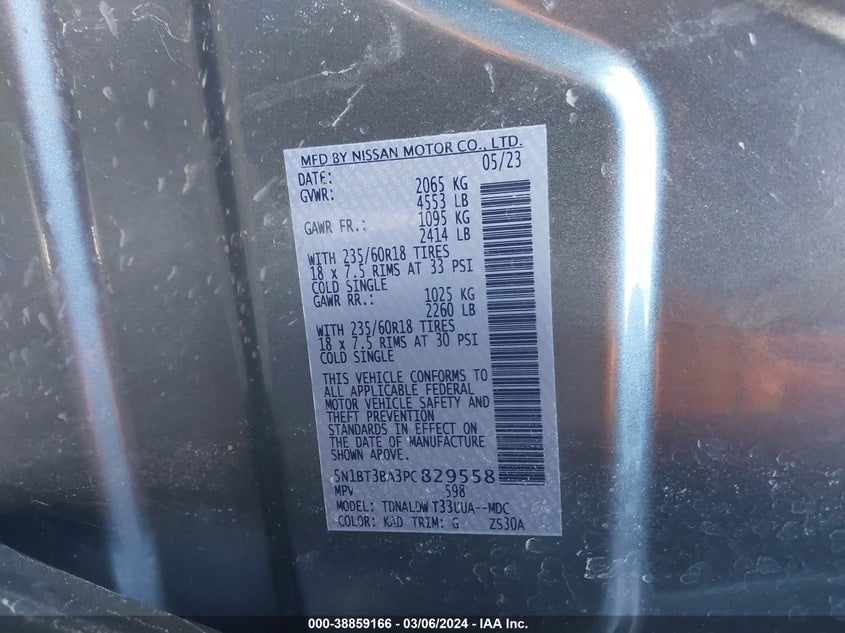 MFD BY NISSAN MOTOR CO., LTD.
DATE: 05/23
GVWR: 2065 KG
4553 LB
GAWR FR.: 1095 KG
2414 LB
WITH 235/60R18 TIRES
18 x 7.5 RIMS AT 33 PSI
COLD SINGLE
GAWR RR.: 1025 KG
2260 LB
WITH 235/60R18 TIRES
18 x 7.5 RIMS AT 30 PSI
COLD SINGLE
THIS VEHICLE CONFORMS TO
ALL APPLICABLE FEDERAL
MOTOR VEHICLE SAFETY AND
THEFT PREVENTION
STANDARDS IN EFFECT ON
THE DATE OF MANUFACTURE
SHOWN ABOVE.
5N1BT3BA3PC829558
MPV 598
MODEL: TDNALDW T33UUA--MDC
COLOR: KAD TRIM: G ZS30A
000-38859166 - 03/06/2024 - IAA Inc.